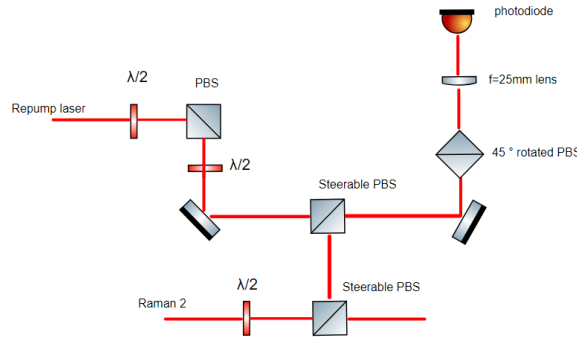 photodiode
λ/2
PBS
f=25mm lens
Repump laser
45 ° rotated PBS
λ/2
Steerable PBS
λ/2
Steerable PBS
Raman 2